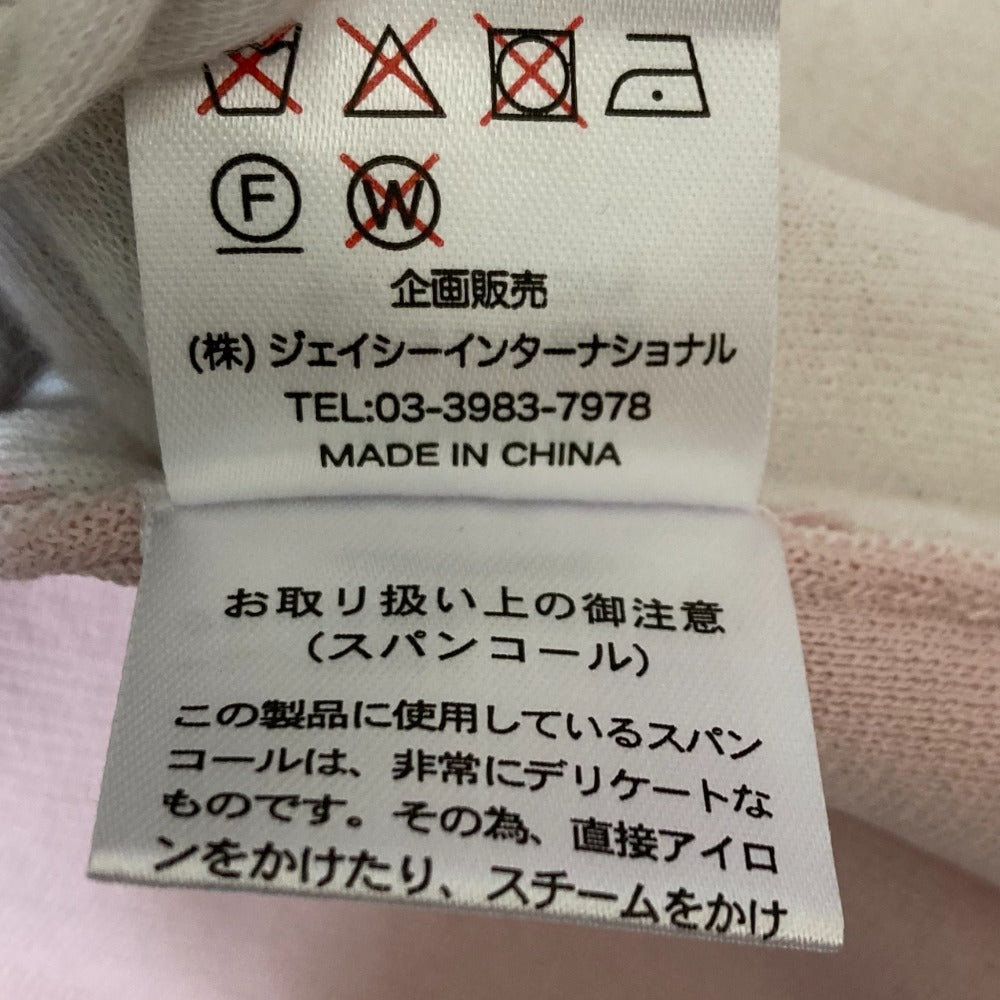 F W
企画販売
(株) ジェイシーインターナショナル
TEL:03-3983-7978
MADE IN CHINA
お取り扱い上の御注意
(スパンコール)
この製品に使用しているスパン
コールは、非常にデリケートな
ものです。その為、直接アイロ
ンをかけたり、スチームをかけ